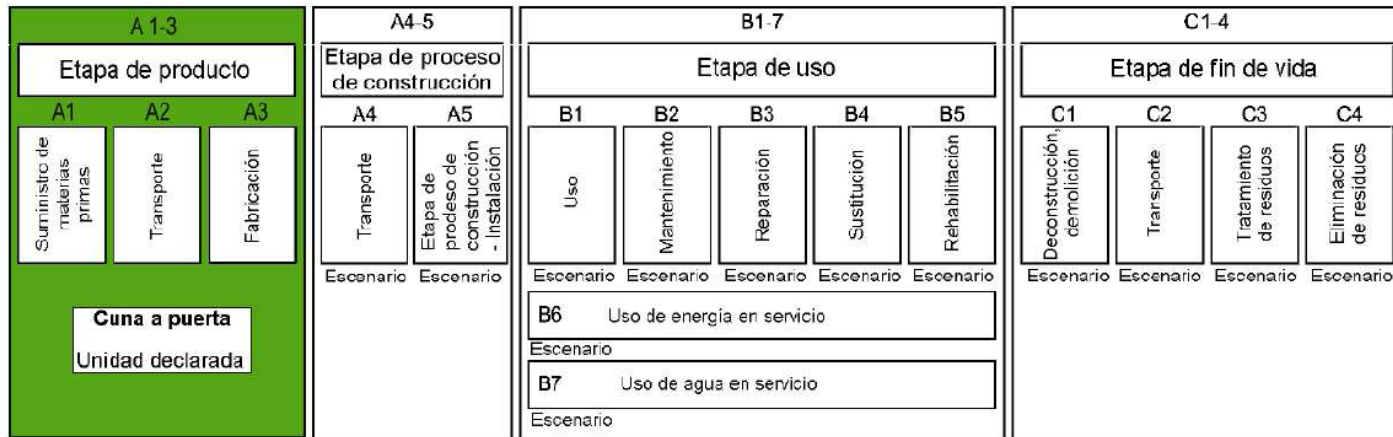 A 1-3
Etapa de producto
A1
A2
A3
Suministro de
materias
primas
Transporte
Fabricación
Cuna a puerta
Unidad declarada
A4-5
Etapa de proceso
de construcción
A4
A5
Transporte
Etapa de
prodeso de
construcción
- Instalación
Escenario
Escenario
B1-7
Etapa de uso
B1
B2
B3
B4
B5
Uso
Mantenimiento
Reparación
Sustitución
Rehabilitación
Escenario
Escenario
Escenario
Escenario
Escenario
B6 Uso de energía en servicio
Escenario
B7 Uso de agua en servicio
Escenario
C1-4
Etapa de fin de vida
C1
C2
C3
C4
Deconstrucción,
demolición
Transporte
Tratamiento
de residuos
Eliminación
de residuos
Escenario
Escenario
Escenario
Escenario